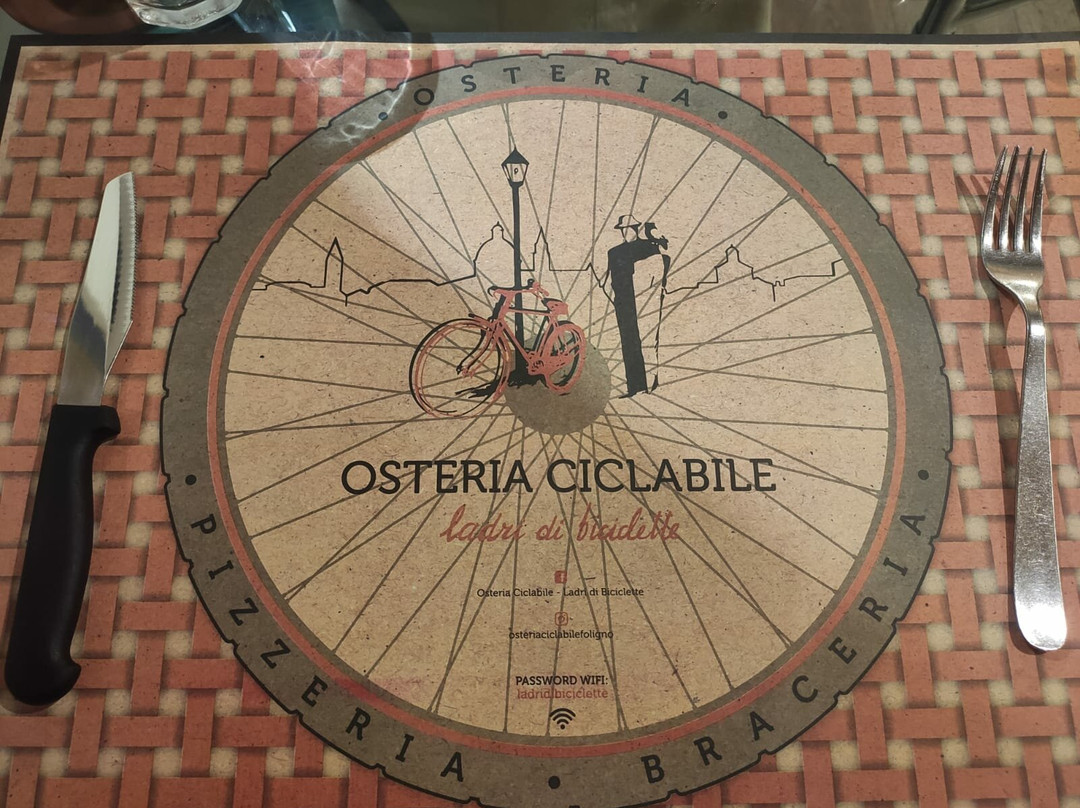 OSTERIA
P
OSTERIA CICLABILE
ladri di biciclette
Osteria Ciclabile - Ladri di Biciclette
osteriaciclabilefoligno
PASSWORD WIFI:
ladridibiciclette
PIZZERIA
BRACERIA